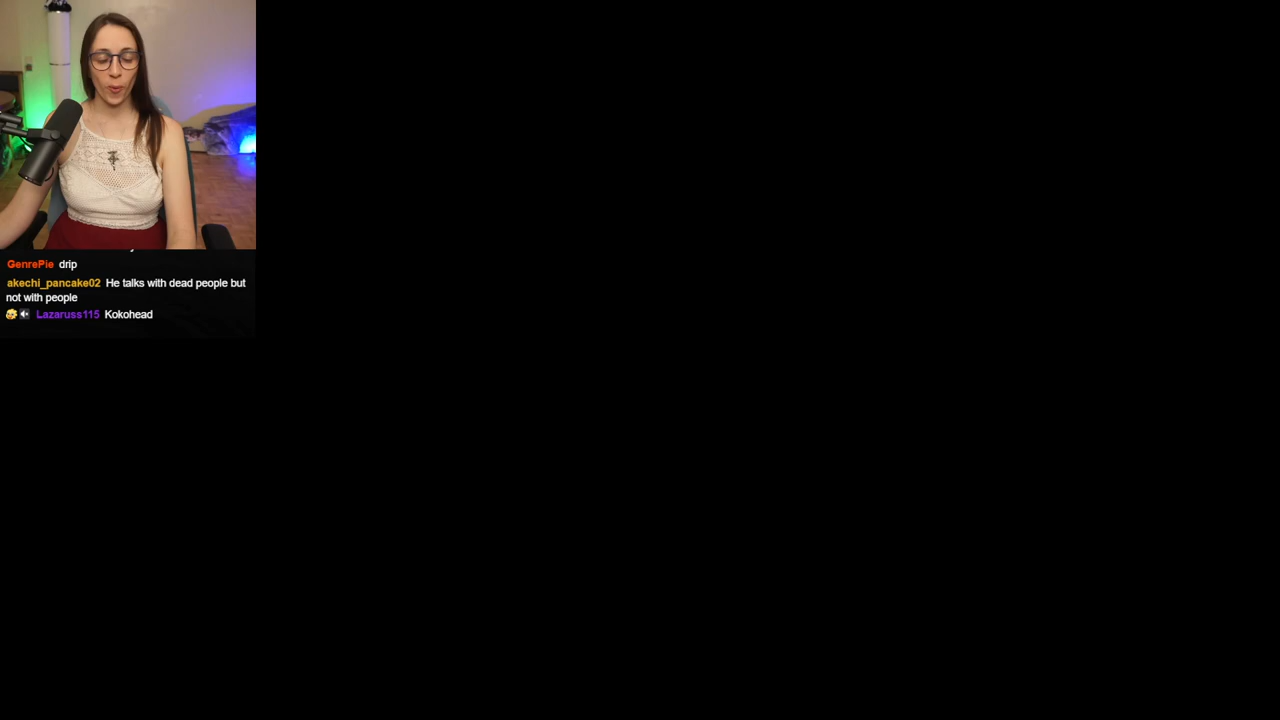 GenrePie drip
akechi_pancake02 He talks with dead people but
not with people
Lazaruss115 Kokohead